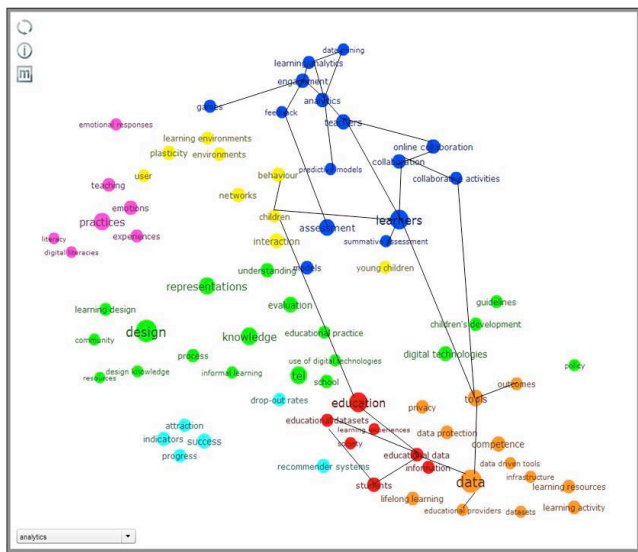 data mining
learning analytics
engagement
analytics
games
feedback
teachers
emotional responses
learning environments
online collaboration
plasticity
environments
collaboration
user
behaviour
predictive models
collaborative activities
teaching
networks
emotions
practices
children
learners
experiences
assessment
literacy
interaction
summative assessment
digital literacies
understanding
models
young children
representations
guidelines
learning design
evaluation
children's development
design
knowledge
educational practice
community
process
digital technologies
use of digital technologies
design knowledge
informal learning
tel
school
policy
resources
outcomes
drop-out rates
education
tools
privacy
educational datasets
attraction
learning experiences
data protection
indicators
success
society
competence
progress
educational data
recommender systems
information
data driven tools
infrastructure
students
data
learning resources
lifelong learning
educational providers
datasets
learning activity
analytics
m
i